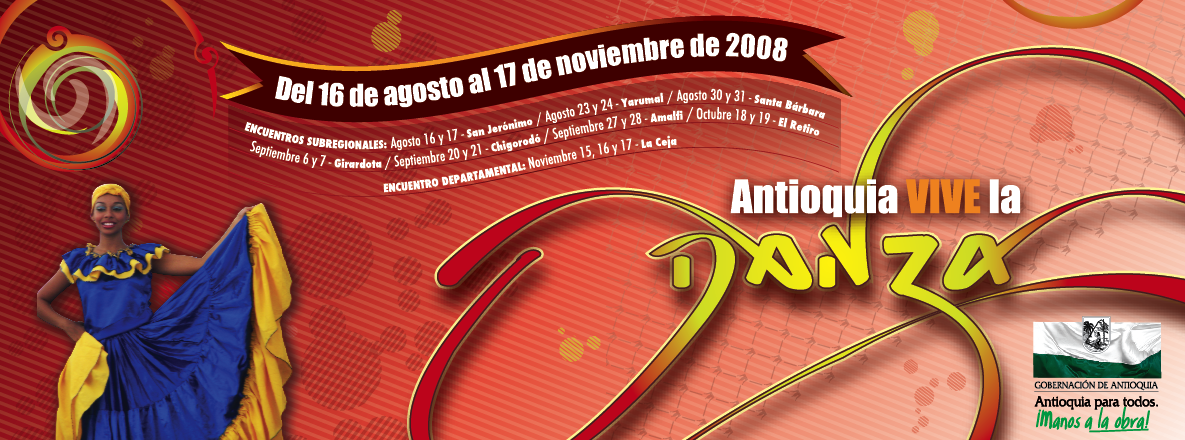 Del 16 de agosto al 17 de noviembre de 2008
ENCUENTROS SUBREGIONALES: Agosto 16 y 17 - San Jerónimo / Agosto 23 y 24 - Yarumal / Agosto 30 y 31 - Santa Bárbara
Septiembre 6 y 7 - Girardota / Septiembre 20 y 21 - Chigorodó / Septiembre 27 y 28 - Amalfi / Octubre 18 y 19 - El Retiro
ENCUENTRO DEPARTAMENTAL: Noviembre 15, 16 y 17 - La Ceja
Antioquia VIVE la
DANZA
GOBERNACIÓN DE ANTIOQUIA
Antioquia para todos.
¡Manos a la obra!